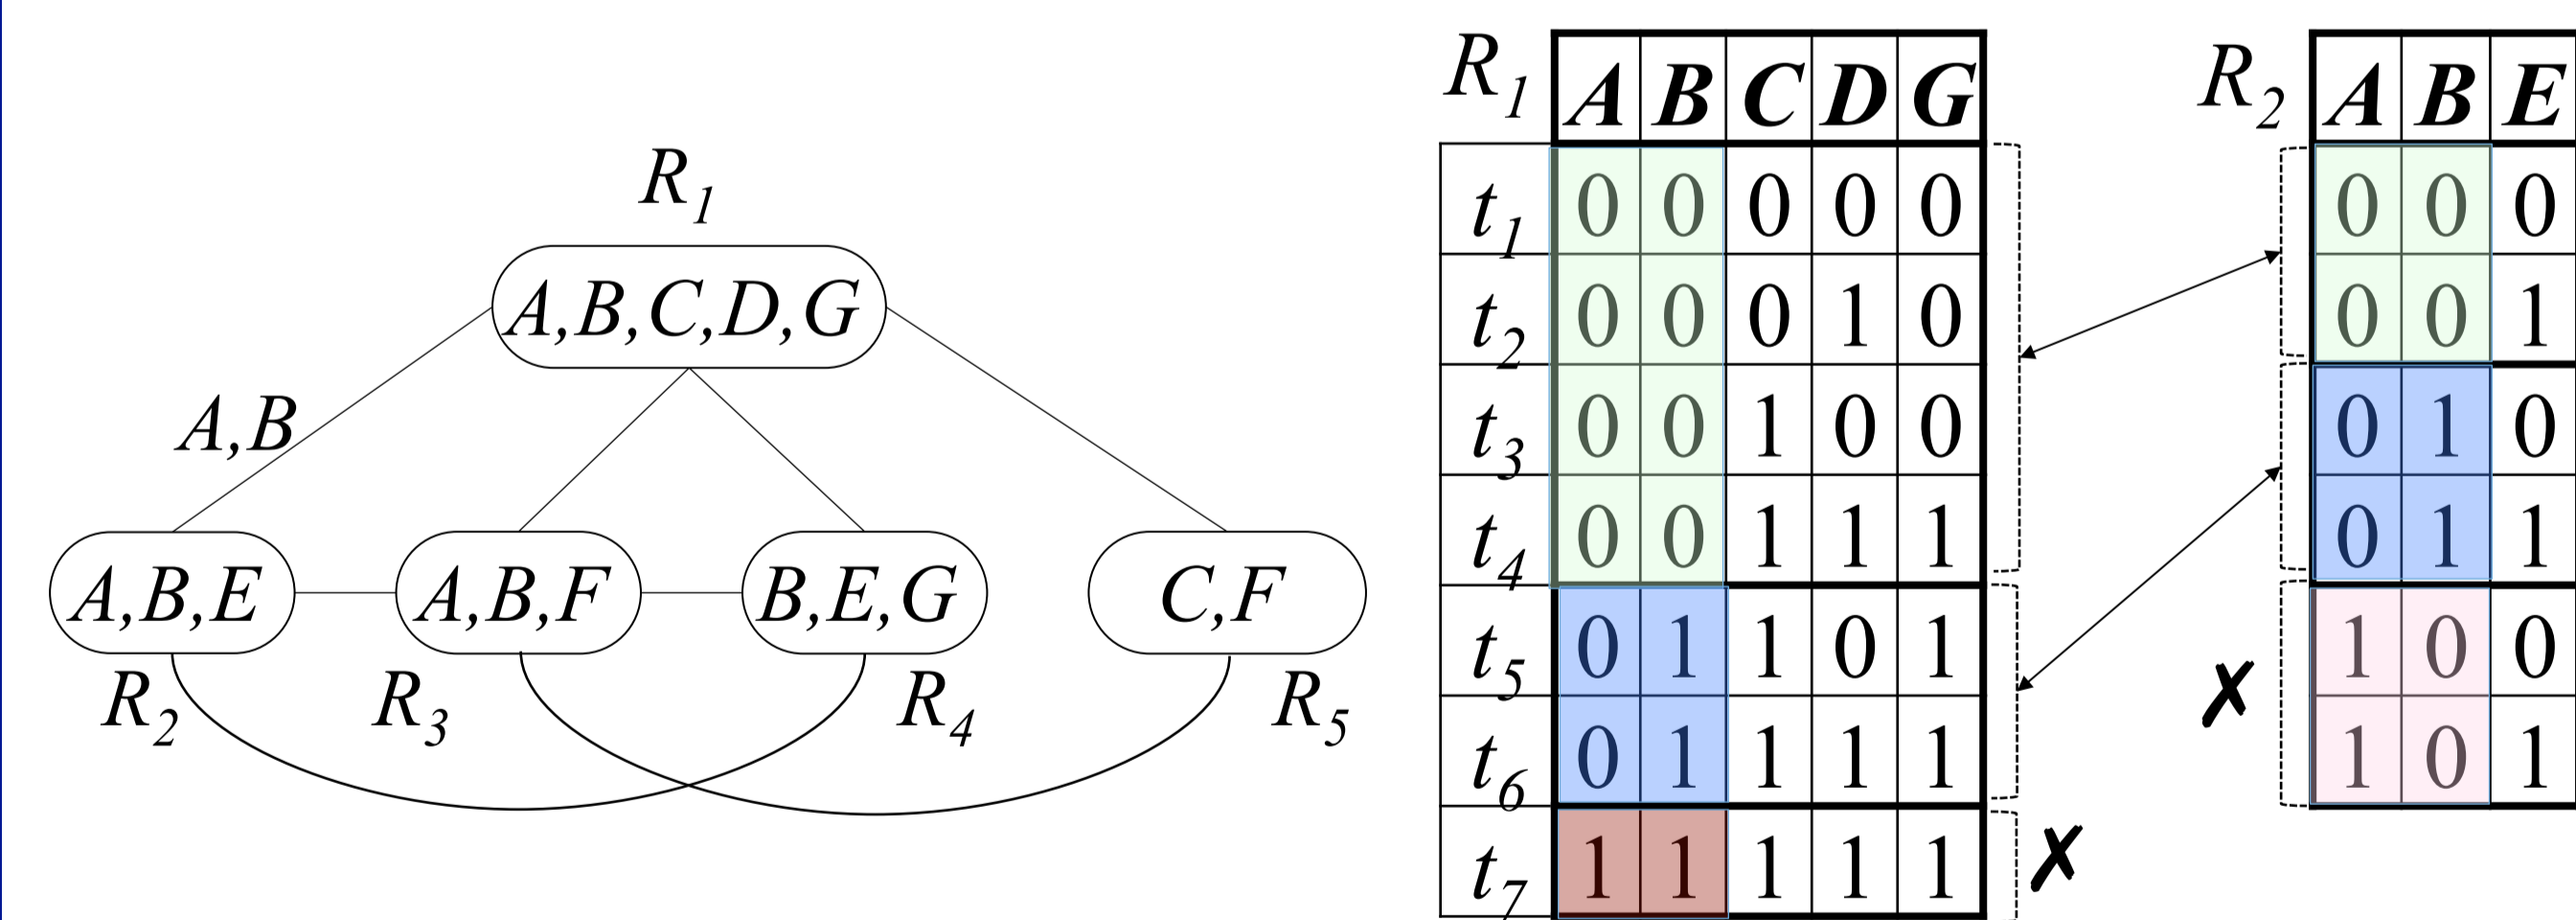 R1
A,B,C,D,G
A,B
A,B,E
A,B,F
B,E,G
C,F
R2
R3
R4
R5
R1 A B C D G
t1 0 0 0 0 0
t2 0 0 0 1 0
t3 0 0 1 0 0
t4 0 0 1 1 1
t5 0 1 1 0 1
t6 0 1 1 1 1
t7 1 1 1 1 1 ✗
R2 A B E
0 0 0
0 0 1
0 1 0
0 1 1
1 0 0
✗
1 0 1